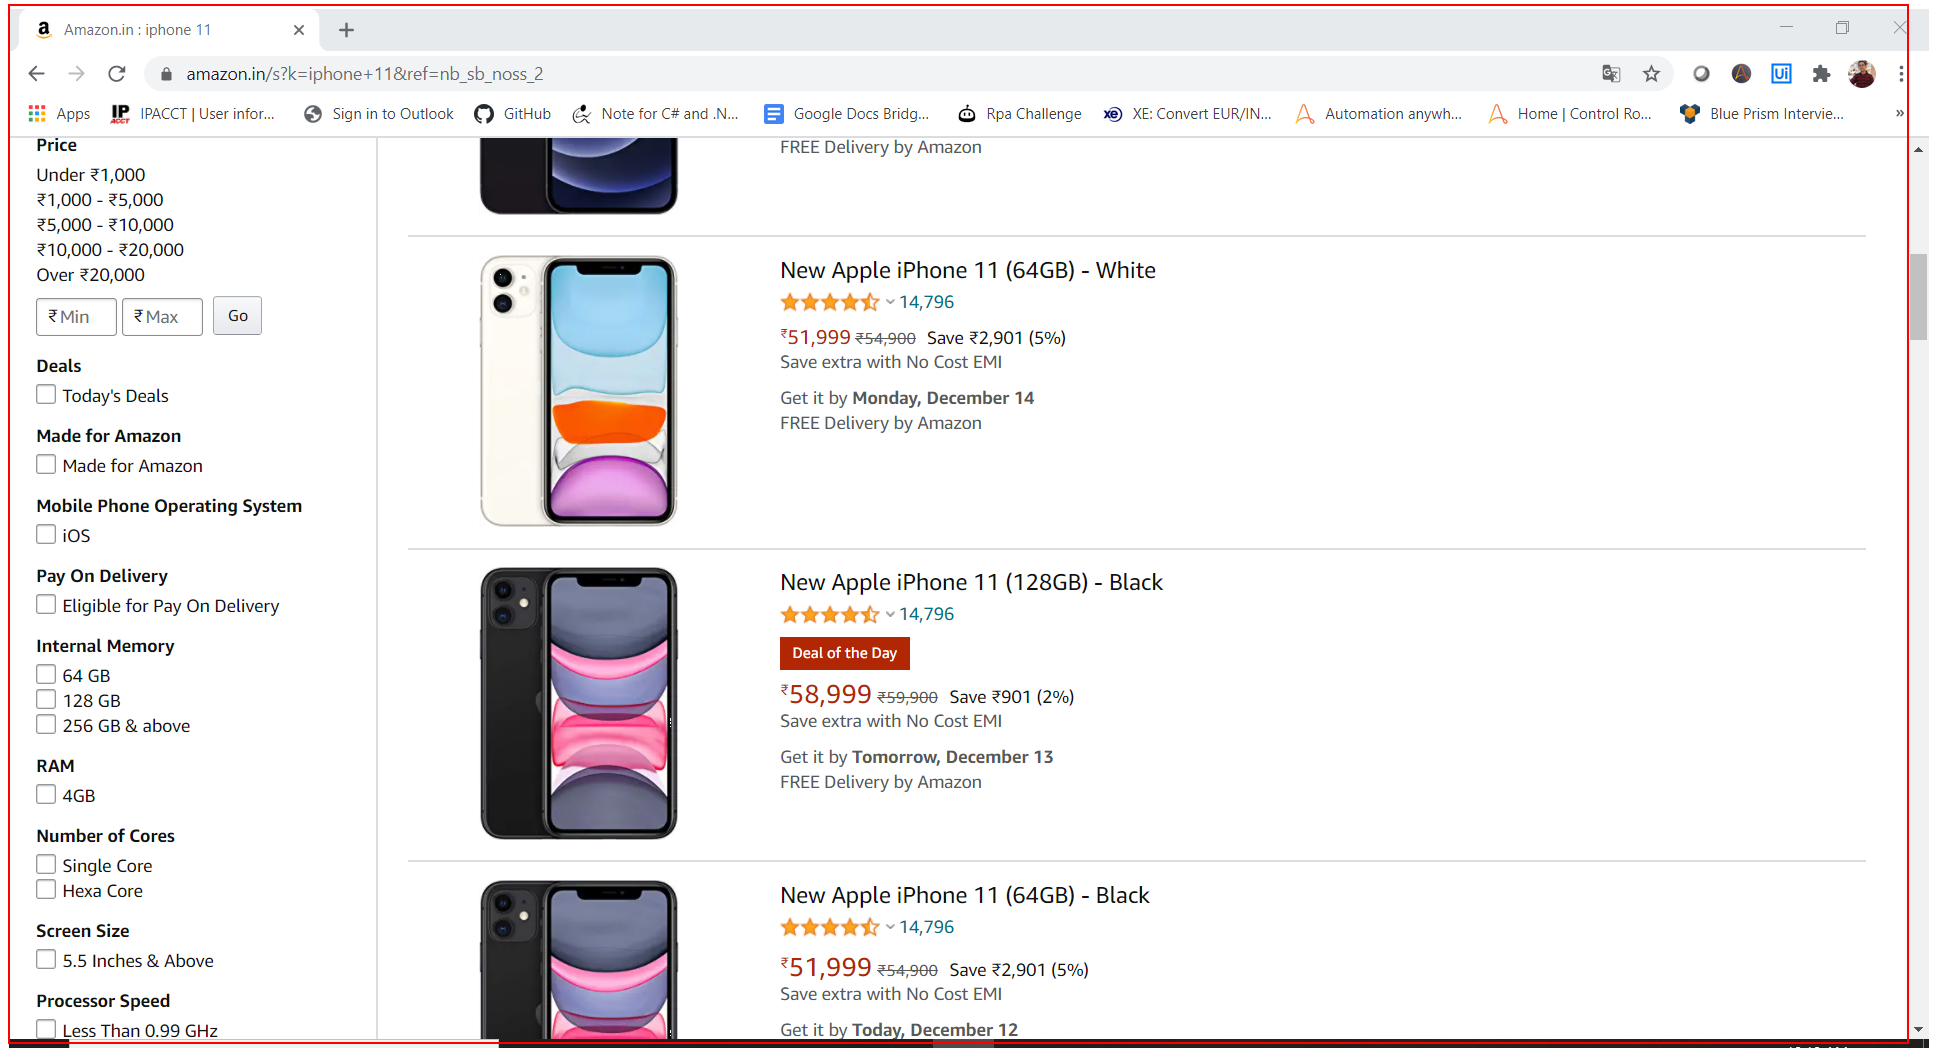 Amazon.in : iphone 11
amazon.in/s?k=iphone+11&ref=nb_sb_noss_2
Apps IPACCT | User infor... Sign in to Outlook GitHub Note for C# and .N... Google Docs Bridg... Rpa Challenge XE: Convert EUR/IN... Automation anywh... Home | Control Ro... Blue Prism Intervie... »
Price
Under ₹1,000
₹1,000 - ₹5,000
₹5,000 - ₹10,000
₹10,000 - ₹20,000
Over ₹20,000
₹ Min ₹ Max Go
Deals
Today's Deals
Made for Amazon
Made for Amazon
Mobile Phone Operating System
iOS
Pay On Delivery
Eligible for Pay On Delivery
Internal Memory
64 GB
128 GB
256 GB & above
RAM
4GB
Number of Cores
Single Core
Hexa Core
Screen Size
5.5 Inches & Above
Processor Speed
Less Than 0.99 GHz
FREE Delivery by Amazon
New Apple iPhone 11 (64GB) - White
14,796
₹51,999 ₹54,900 Save ₹2,901 (5%)
Save extra with No Cost EMI
Get it by Monday, December 14
FREE Delivery by Amazon
New Apple iPhone 11 (128GB) - Black
14,796
Deal of the Day
₹58,999 ₹59,900 Save ₹901 (2%)
Save extra with No Cost EMI
Get it by Tomorrow, December 13
FREE Delivery by Amazon
New Apple iPhone 11 (64GB) - Black
14,796
₹51,999 ₹54,900 Save ₹2,901 (5%)
Save extra with No Cost EMI
Get it by Today, December 12